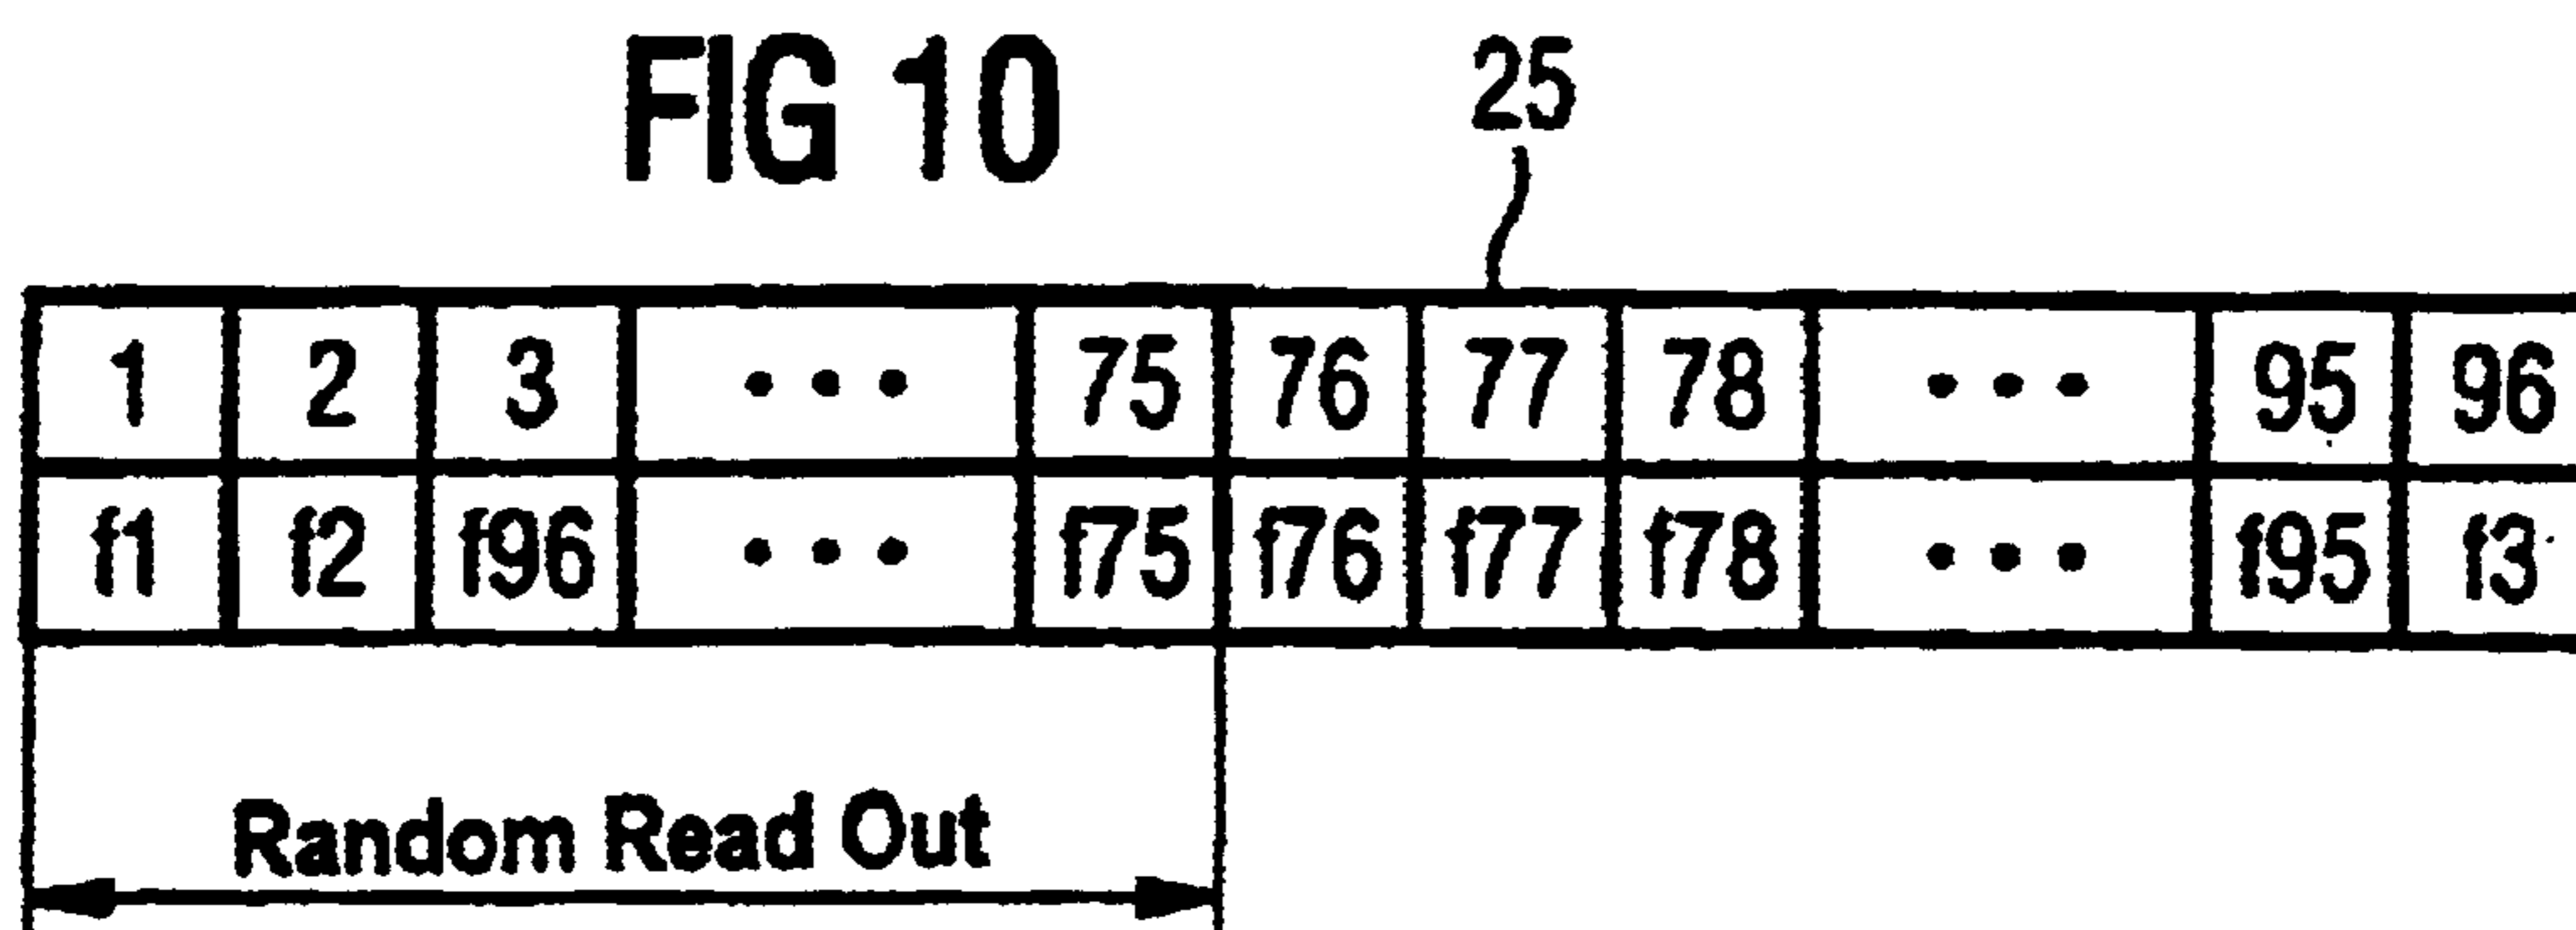 FIG 10
25
1 2 3 ... 75 76 77 78 ... 95 96
f1 f2 f96 ... f75 f76 f77 f78 ... f95 f3
Random Read Out